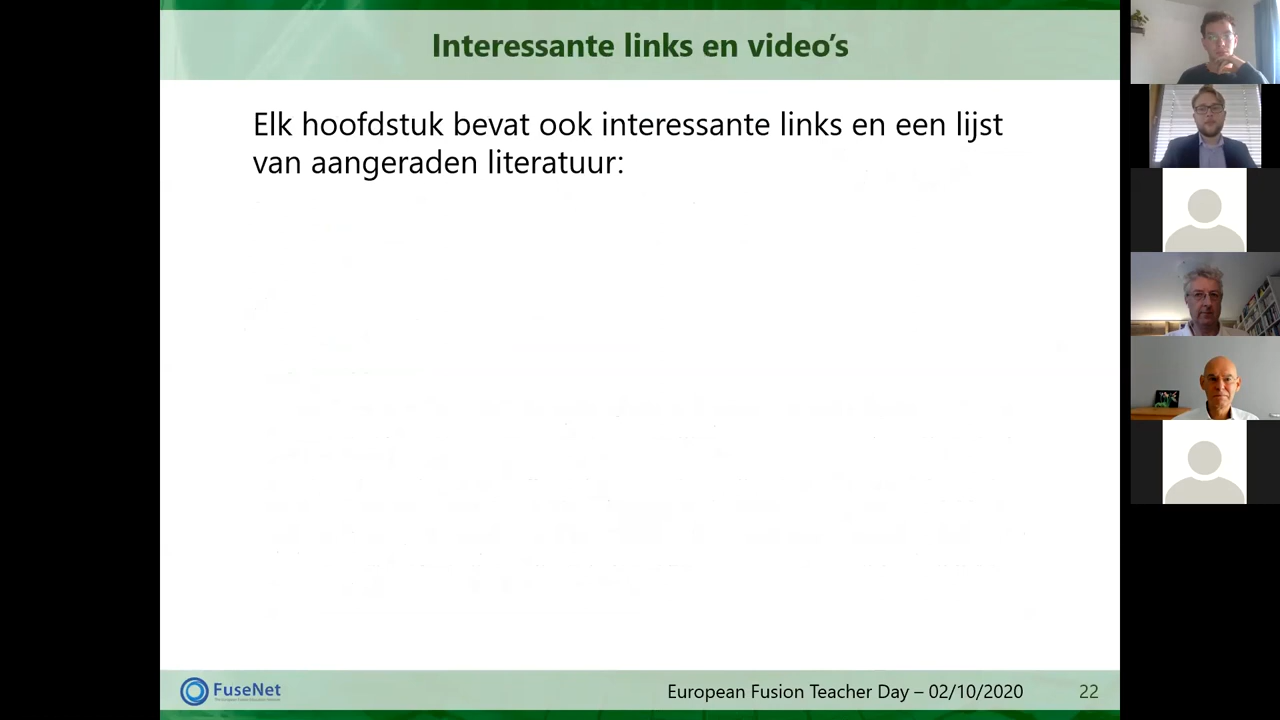 Interessante links en video's
Elk hoofdstuk bevat ook interessante links en een lijst
van aangeraden literatuur:
FuseNet
European Fusion Teacher Day – 02/10/2020
22